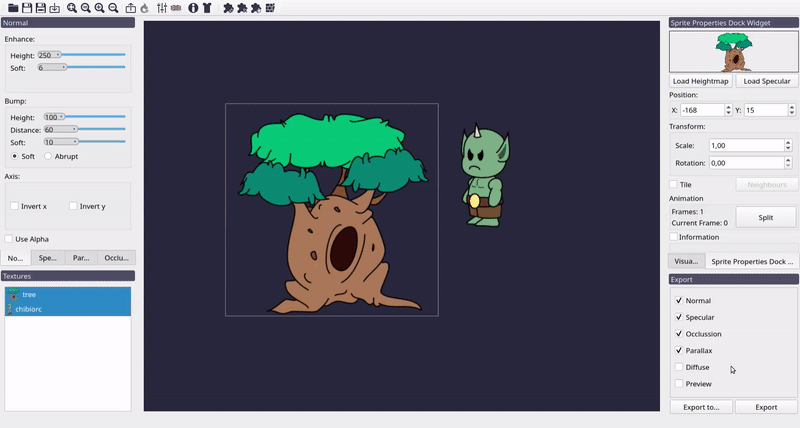 Normal
Enhance:
Height: 250
Soft: 6
Bump:
Height: 100
Distance: 60
Soft: 10
Soft Abrupt
Axis:
Invert x Invert y
Use Alpha
No... Spe... Par... Occlu...
Textures
tree
chibiorc
Sprite Properties Dock Widget
Load Heightmap Load Specular
Position:
X: -168 Y: 15
Transform:
Scale: 1,00
Rotation: 0,00
Tile Neighbours
Animation
Frames: 1
Current Frame: 0
Split
Information
Visua... Sprite Properties Dock ...
Export
Normal
Specular
Occlussion
Parallax
Diffuse
Preview
Export to... Export